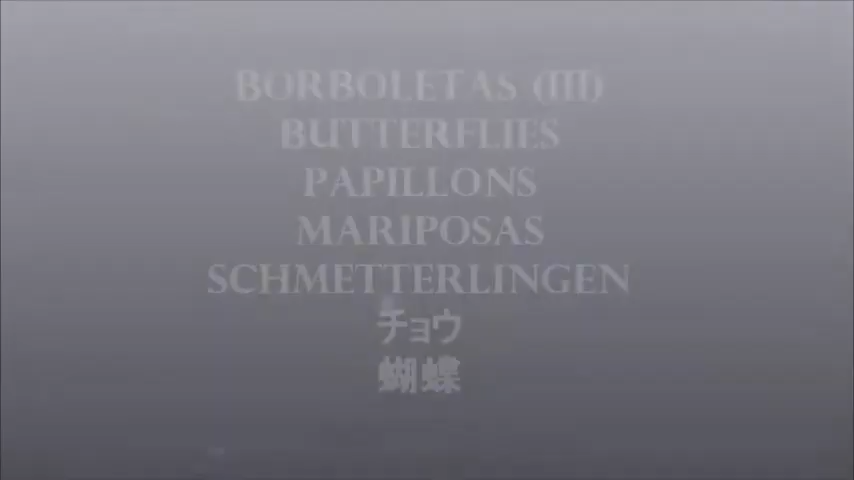 BORBOLETAS (III)
BUTTERFLIES
PAPILLONS
MARIPOSAS
SCHMETTERLINGEN
チョウ
蝴蝶